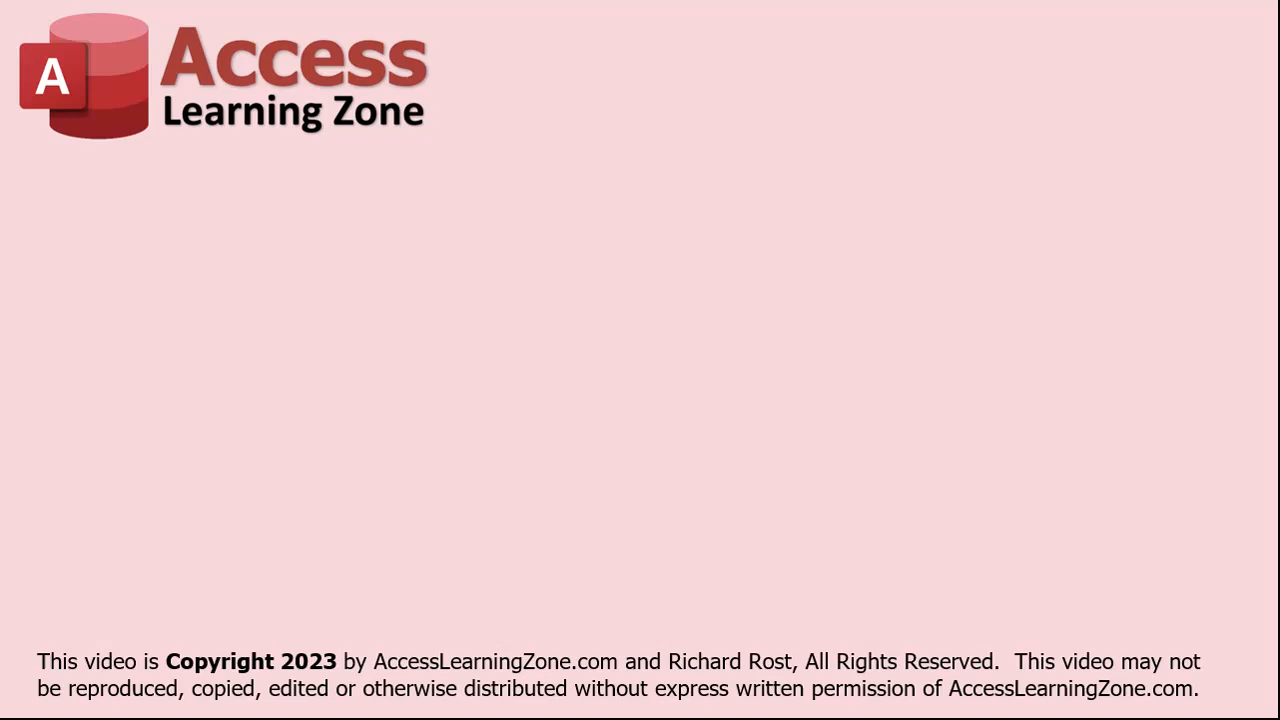 A
Access
Learning Zone
This video is Copyright 2023 by AccessLearningZone.com and Richard Rost, All Rights Reserved.  This video may not
be reproduced, copied, edited or otherwise distributed without express written permission of AccessLearningZone.com.